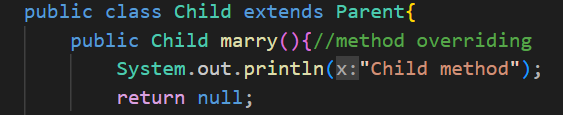 public class Child extends Parent{
public Child marry(){//method overriding
System.out.println(x:"Child method");
return null;